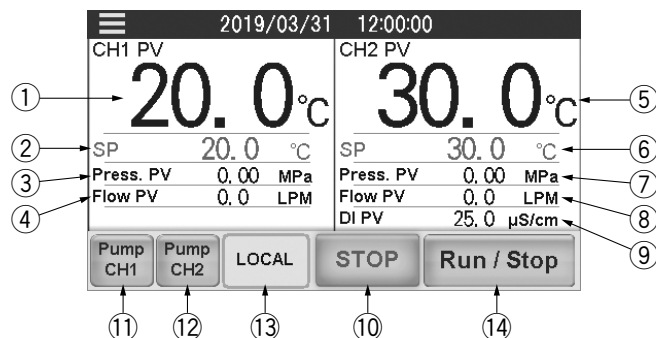 2019/03/31 12:00:00
CH1 PV
20.0°C
SP 20.0 °C
Press. PV 0.00 MPa
Flow PV 0.0 LPM
CH2 PV
30.0°C
SP 30.0 °C
Press. PV 0.00 MPa
Flow PV 0.0 LPM
DI PV 25.0 µS/cm
Pump
CH1
Pump
CH2
LOCAL
STOP
Run / Stop
①
②
③
④
⑤
⑥
⑦
⑧
⑨
⑪
⑫
⑬
⑩
⑭